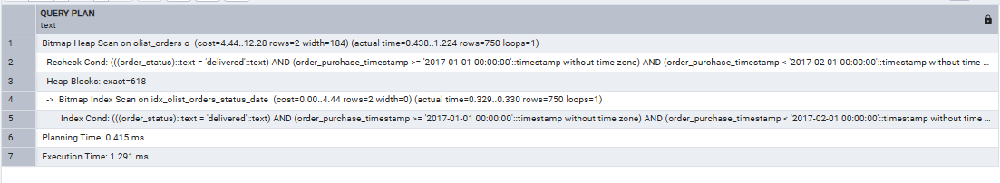 QUERY PLAN
text
1 Bitmap Heap Scan on olist_orders o (cost=4.44..12.28 rows=2 width=184) (actual time=0.438..1.224 rows=750 loops=1)
2 Recheck Cond: (((order_status)::text = 'delivered'::text) AND (order_purchase_timestamp >= '2017-01-01 00:00:00'::timestamp without time zone) AND (order_purchase_timestamp < '2017-02-01 00:00:00'::timestamp without time ...
3 Heap Blocks: exact=618
4 -> Bitmap Index Scan on idx_olist_orders_status_date (cost=0.00..4.44 rows=2 width=0) (actual time=0.329..0.330 rows=750 loops=1)
5 Index Cond: (((order_status)::text = 'delivered'::text) AND (order_purchase_timestamp >= '2017-01-01 00:00:00'::timestamp without time zone) AND (order_purchase_timestamp < '2017-02-01 00:00:00'::timestamp without time ...
6 Planning Time: 0.415 ms
7 Execution Time: 1.291 ms